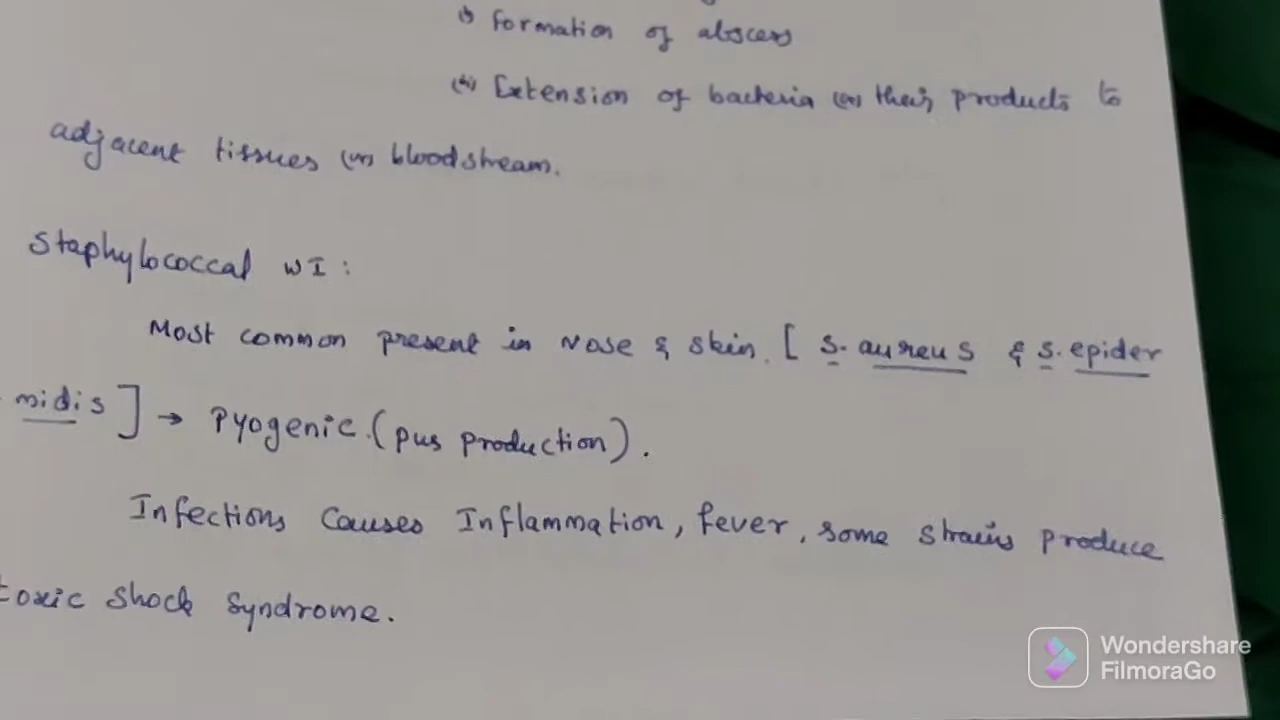 Formation of abscess
Extension of bacteria (or) their products to
adjacent tissues (or) bloodstream.
Staphylococcal WI :
Most common present in Nose & skin. [ S. aureus & S. epider
midis ] → Pyogenic. (pus production).
Infections causes Inflammation, fever, some strains produce
toxic shock syndrome.
Wondershare
FilmoraGo